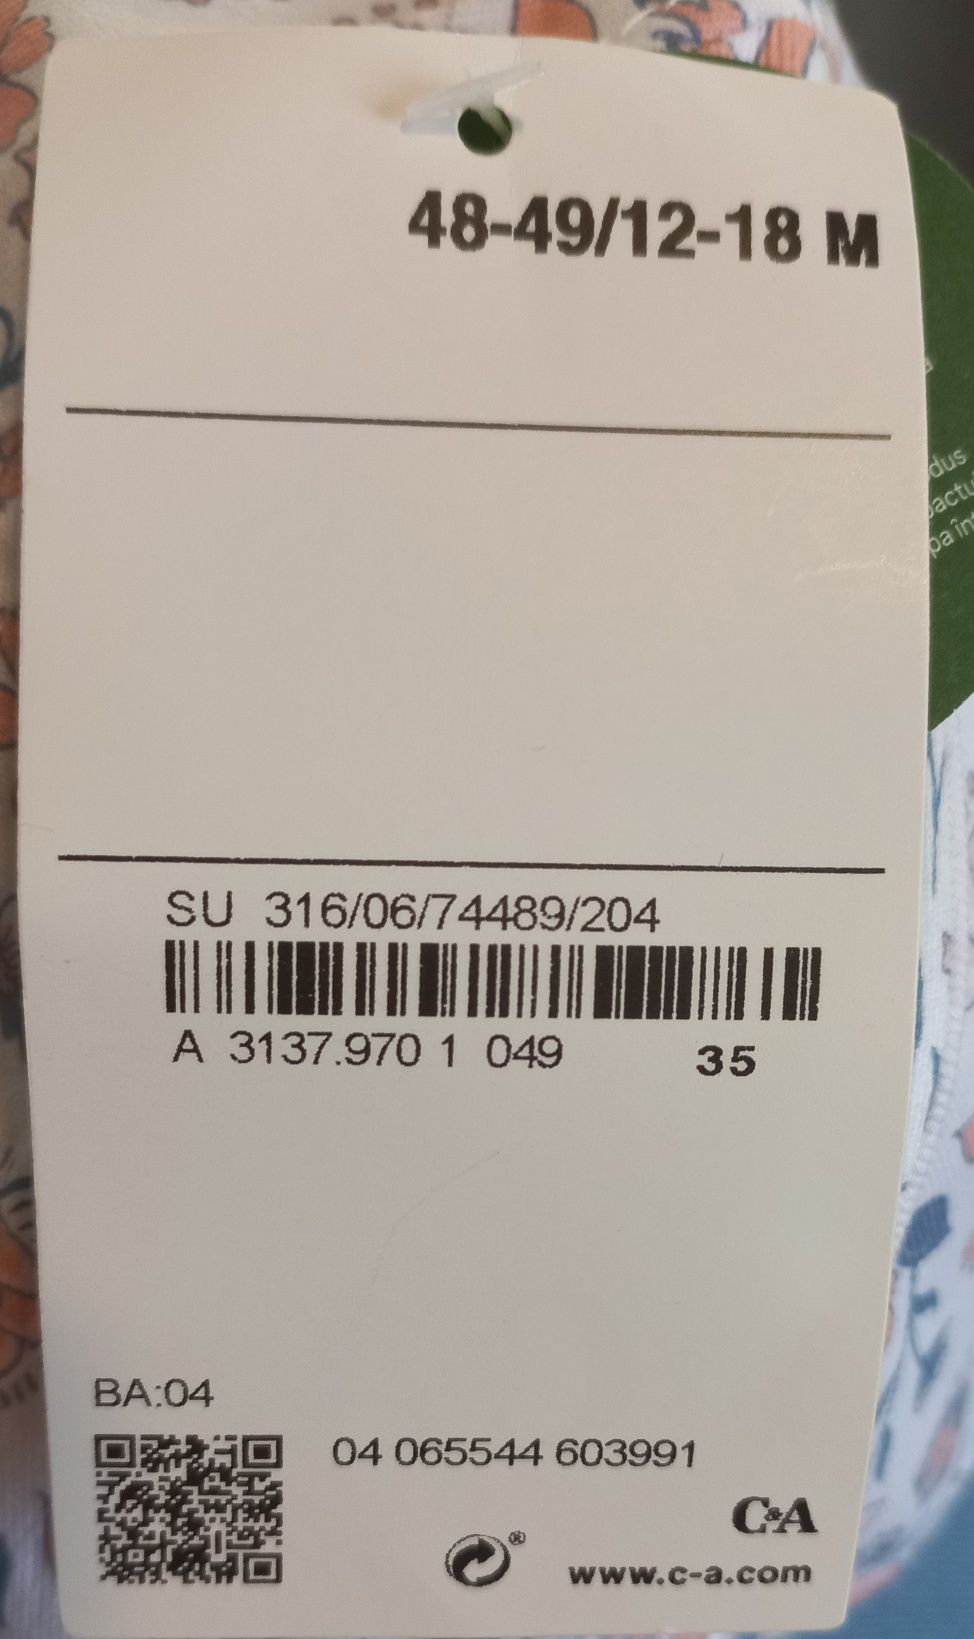 48-49/12-18 M
SU 316/06/74489/204
A 3137.970 1 049 35
BA:04
04 065544 603991
C&A
®
www.c-a.com